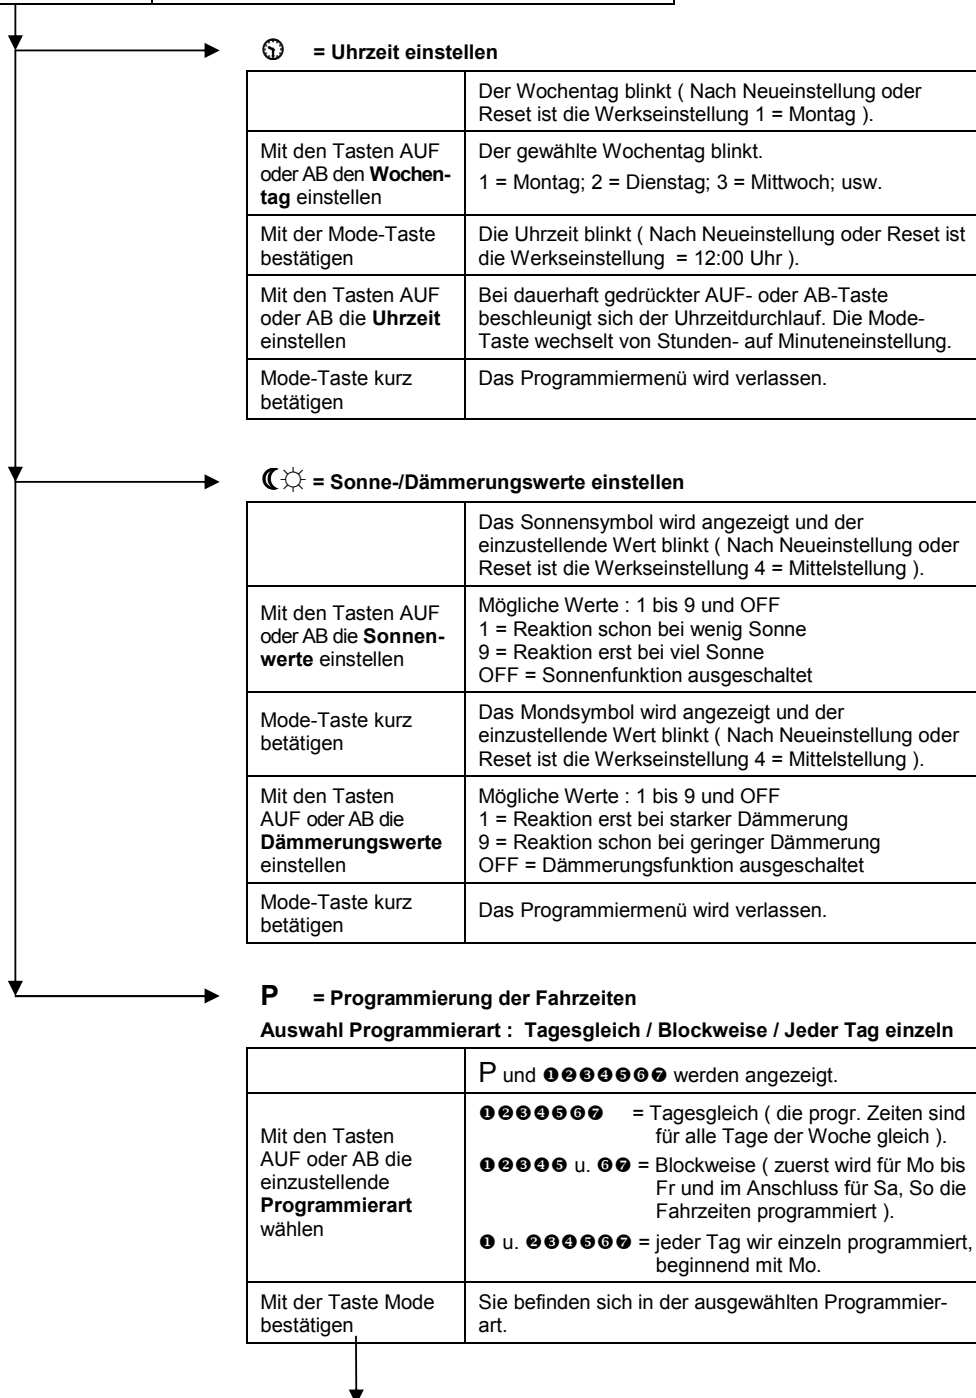 = Uhrzeit einstellen
Der Wochentag blinkt ( Nach Neueinstellung oder
Reset ist die Werkseinstellung 1 = Montag ).
Mit den Tasten AUF
oder AB den Wochen-
tag einstellen
Der gewählte Wochentag blinkt.
1 = Montag; 2 = Dienstag; 3 = Mittwoch; usw.
Mit der Mode-Taste
bestätigen
Die Uhrzeit blinkt ( Nach Neueinstellung oder Reset ist
die Werkseinstellung = 12:00 Uhr ).
Mit den Tasten AUF
oder AB die Uhrzeit
einstellen
Bei dauerhaft gedrückter AUF- oder AB-Taste
beschleunigt sich der Uhrzeitdurchlauf. Die Mode-
Taste wechselt von Stunden- auf Minuteneinstellung.
Mode-Taste kurz
betätigen
Das Programmiermenü wird verlassen.
= Sonne-/Dämmerungswerte einstellen
Das Sonnensymbol wird angezeigt und der
einzustellende Wert blinkt ( Nach Neueinstellung oder
Reset ist die Werkseinstellung 4 = Mittelstellung ).
Mit den Tasten AUF
oder AB die Sonnen-
werte einstellen
Mögliche Werte : 1 bis 9 und OFF
1 = Reaktion schon bei wenig Sonne
9 = Reaktion erst bei viel Sonne
OFF = Sonnenfunktion ausgeschaltet
Mode-Taste kurz
betätigen
Das Mondsymbol wird angezeigt und der
einzustellende Wert blinkt ( Nach Neueinstellung oder
Reset ist die Werkseinstellung 4 = Mittelstellung ).
Mit den Tasten
AUF oder AB die
Dämmerungswerte
einstellen
Mögliche Werte : 1 bis 9 und OFF
1 = Reaktion erst bei starker Dämmerung
9 = Reaktion schon bei geringer Dämmerung
OFF = Dämmerungsfunktion ausgeschaltet
Mode-Taste kurz
betätigen
Das Programmiermenü wird verlassen.
P = Programmierung der Fahrzeiten
Auswahl Programmierart : Tagesgleich / Blockweise / Jeder Tag einzeln
P und ❶❷❸❹❺❻❼ werden angezeigt.
Mit den Tasten
AUF oder AB die
einzustellende
Programmierart
wählen
❶❷❸❹❺❻❼ = Tagesgleich ( die progr. Zeiten sind
für alle Tage der Woche gleich ).
❶❷❸❹❺ u. ❻❼ = Blockweise ( zuerst wird für Mo bis
Fr und im Anschluss für Sa, So die
Fahrzeiten programmiert ).
❶ u. ❷❸❹❺❻❼ = jeder Tag wir einzeln programmiert,
beginnend mit Mo.
Mit der Taste Mode
bestätigen
Sie befinden sich in der ausgewählten Programmier-
art.